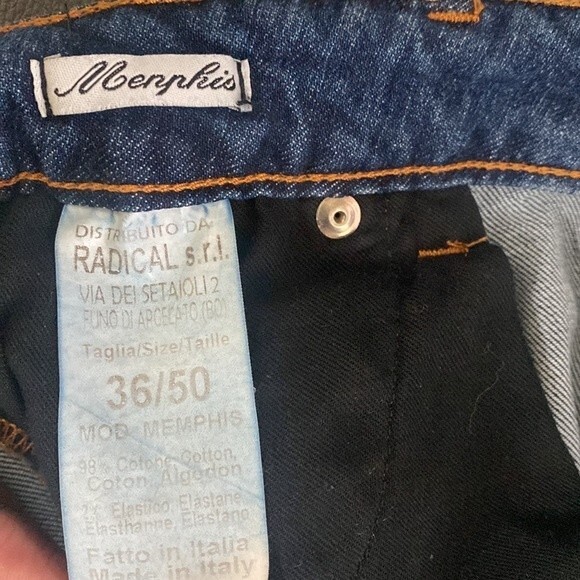 Menphis
DISTRIBUITO DA:
RADICAL s.r.l.
VIA DEI SETAIOLI 2
FUNO DI ARGELATO (BO)
Taglia/Size/Taille
36/50
MOD. MEMPHIS
98% Cotone Cotton,
Coton, Algodon
2% Elastico, Elastane,
Elasthanne, Elastano
Fatto in Italia
Made in Italy